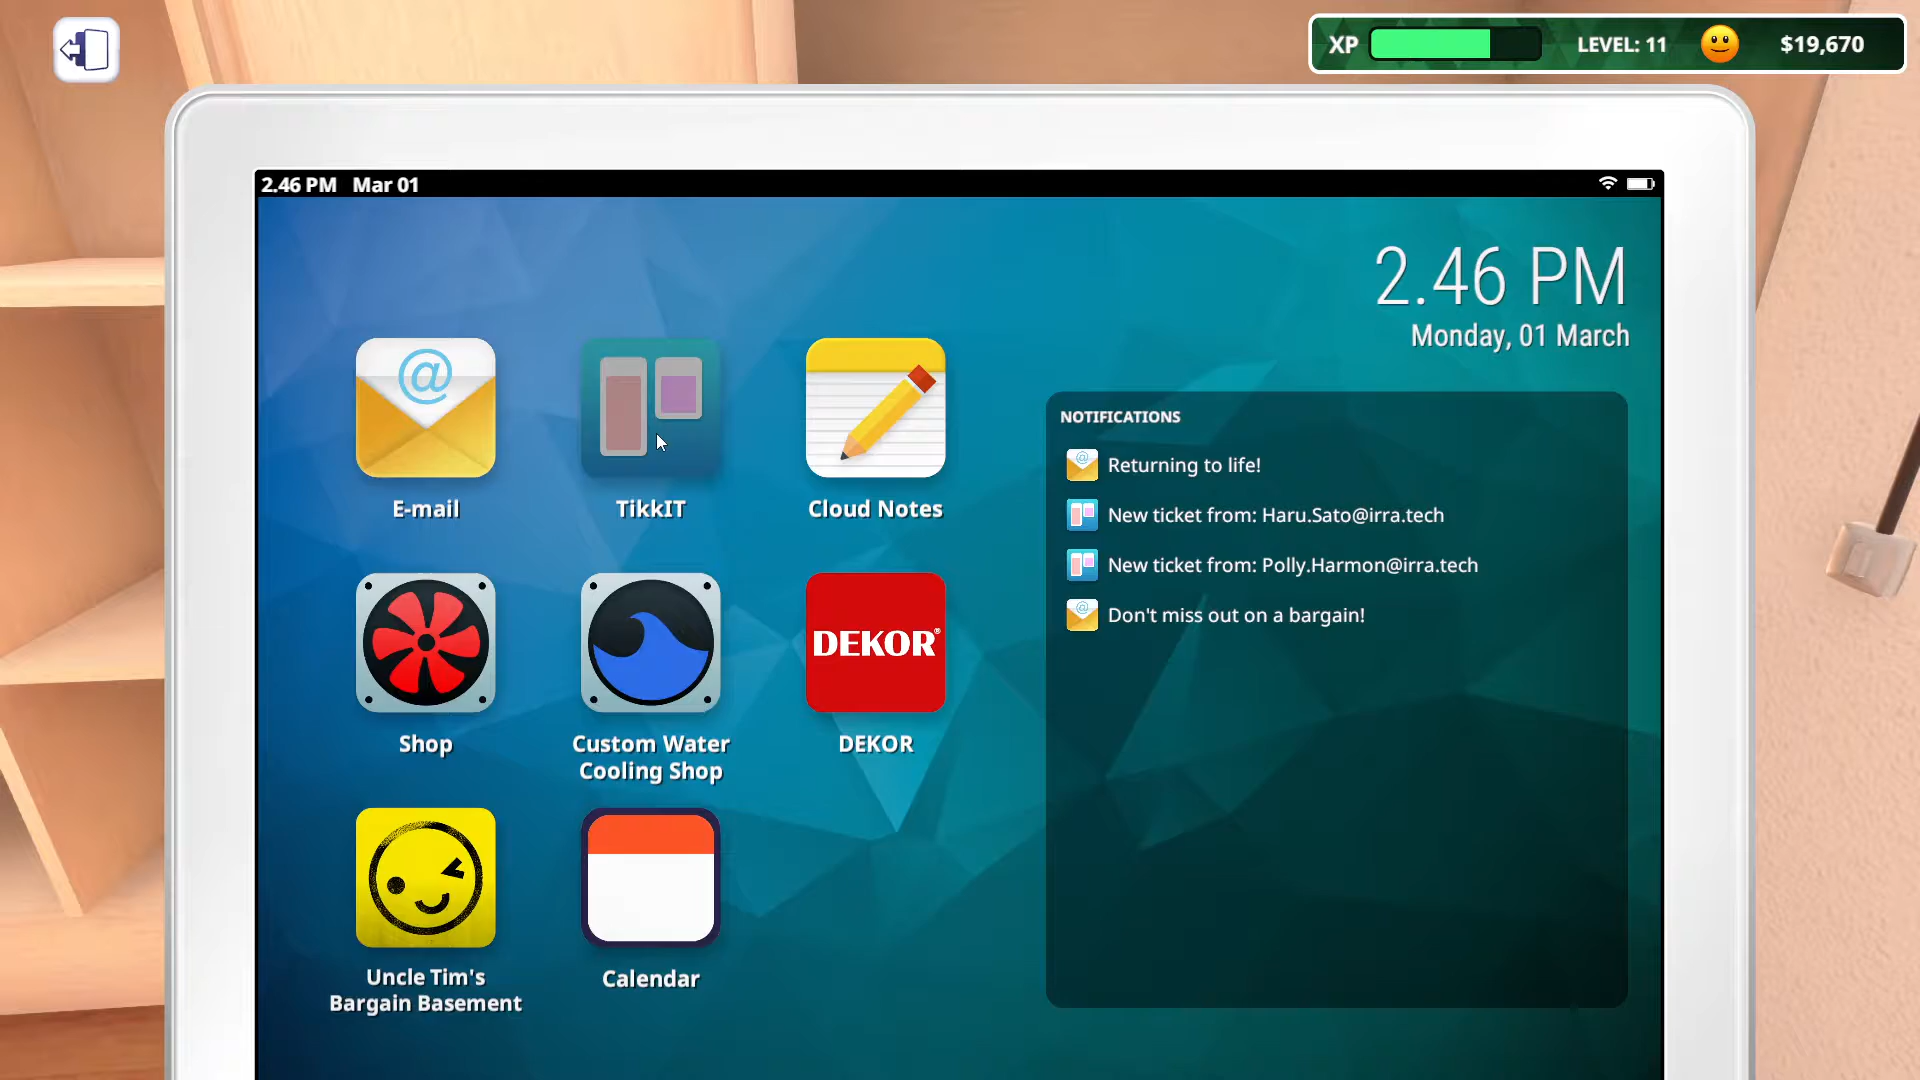 XP
LEVEL: 11
$19,670
2.46 PM Mar 01
2.46 PM
Monday, 01 March
@
E-mail
TikkIT
Cloud Notes
NOTIFICATIONS
@ Returning to life!
New ticket from: Haru.Sato@irra.tech
New ticket from: Polly.Harmon@irra.tech
@ Don't miss out on a bargain!
Shop
Custom Water
Cooling Shop
DEKOR®
DEKOR
Uncle Tim's
Bargain Basement
Calendar